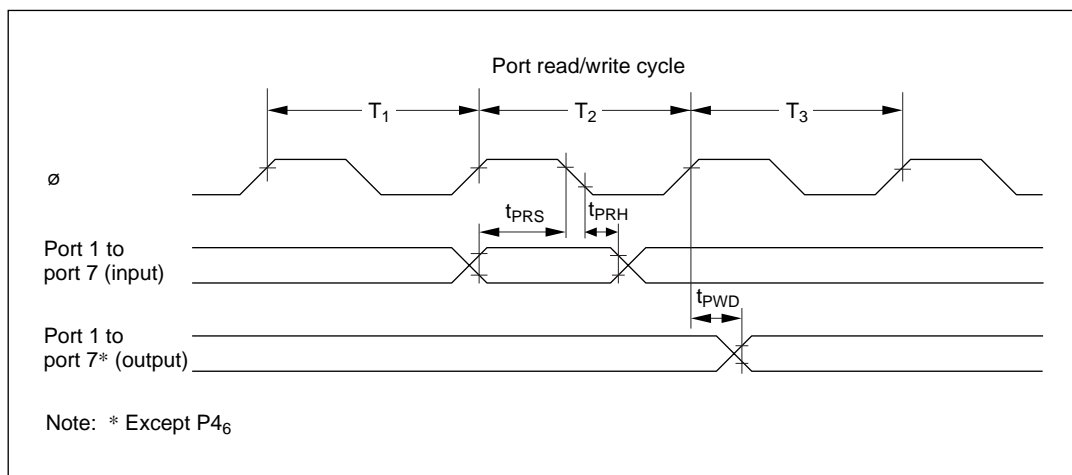 Port read/write cycle
T₁ T₂ T₃
ø
tPRS tPRH
Port 1 to
port 7 (input)
tPWD
Port 1 to
port 7* (output)
Note: * Except P4₆